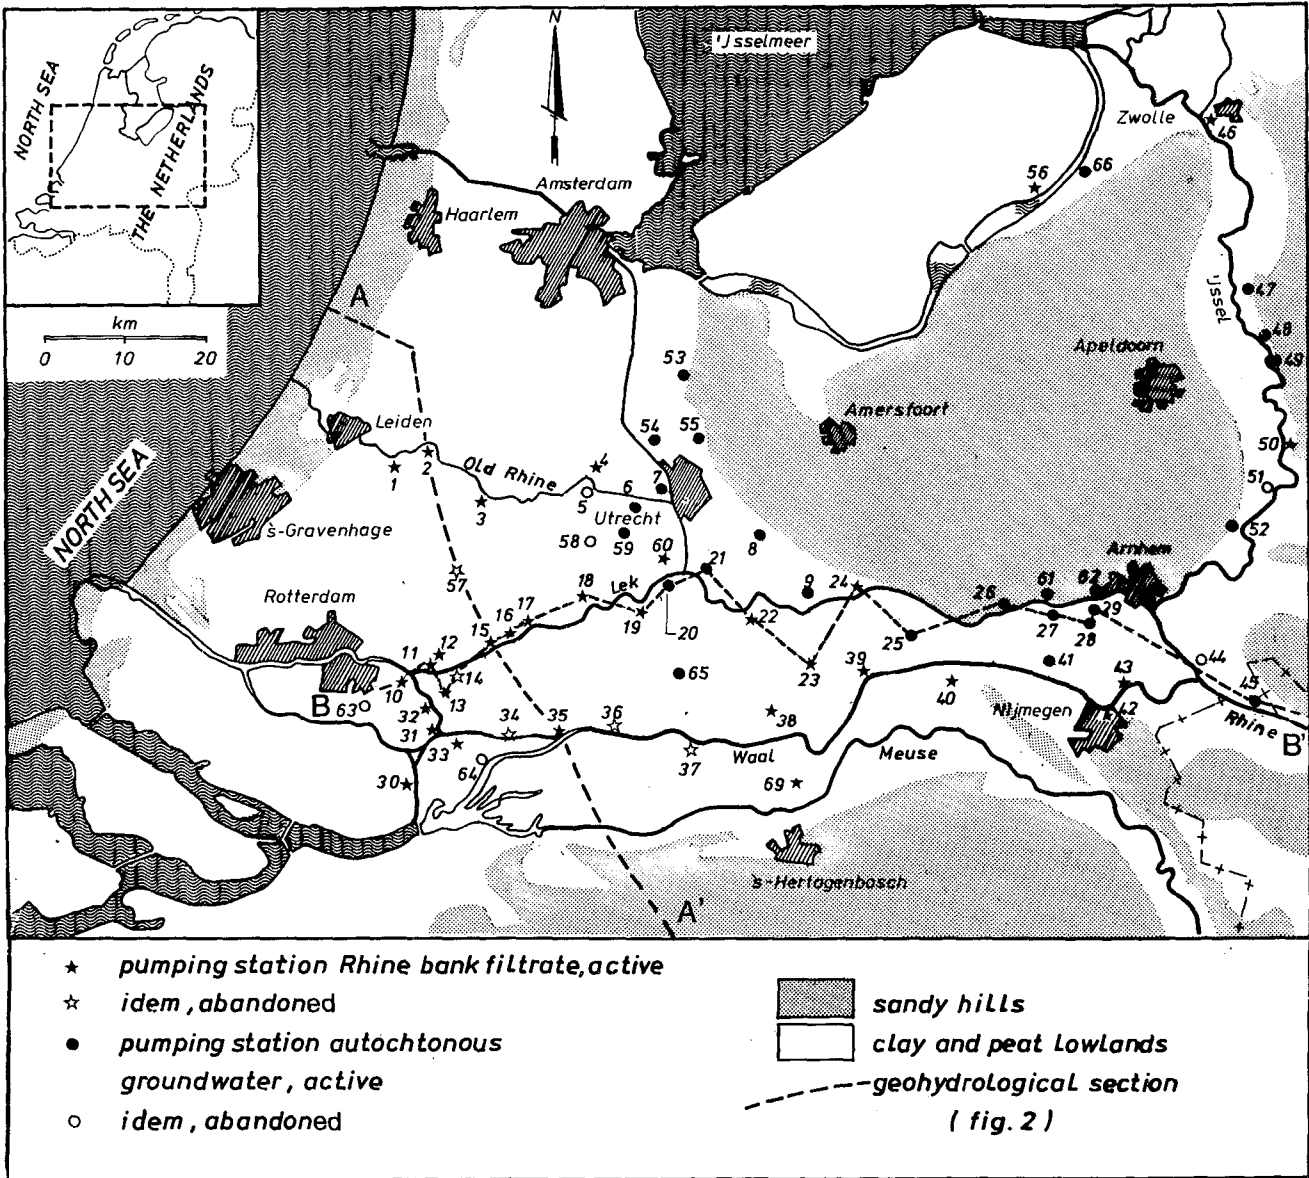 N
'Jsselmeer
NORTH SEA
THE NETHERLANDS
Zwolle
46
56
66
Amsterdam
Haarlem
'Jssel
47
A
km
0 10 20
48
49
53
Apeldoorn
Amersfoort
Leiden
54
55
50
2
Old Rhine
4
7
1
51
5
6
3
Utrecht
NORTH SEA
's-Gravenhage
58
59
60
8
52
21
Arnhem
57
18
Lek
9
24
26
61
62
Rotterdam
17
16
15
19
20
22
25
27
28
29
12
11
14
10
13
65
23
39
41
44
43
45
B
63
32
40
31
34
35
36
38
Nijmegen
42
Rhine
B'
33
64
37
Waal
Meuse
30
69
's-Hertogenbosch
A'
pumping station Rhine bank filtrate, active
idem, abandoned
pumping station autochtonous
groundwater, active
idem, abandoned
sandy hills
clay and peat Lowlands
geohydrological section
( fig. 2 )